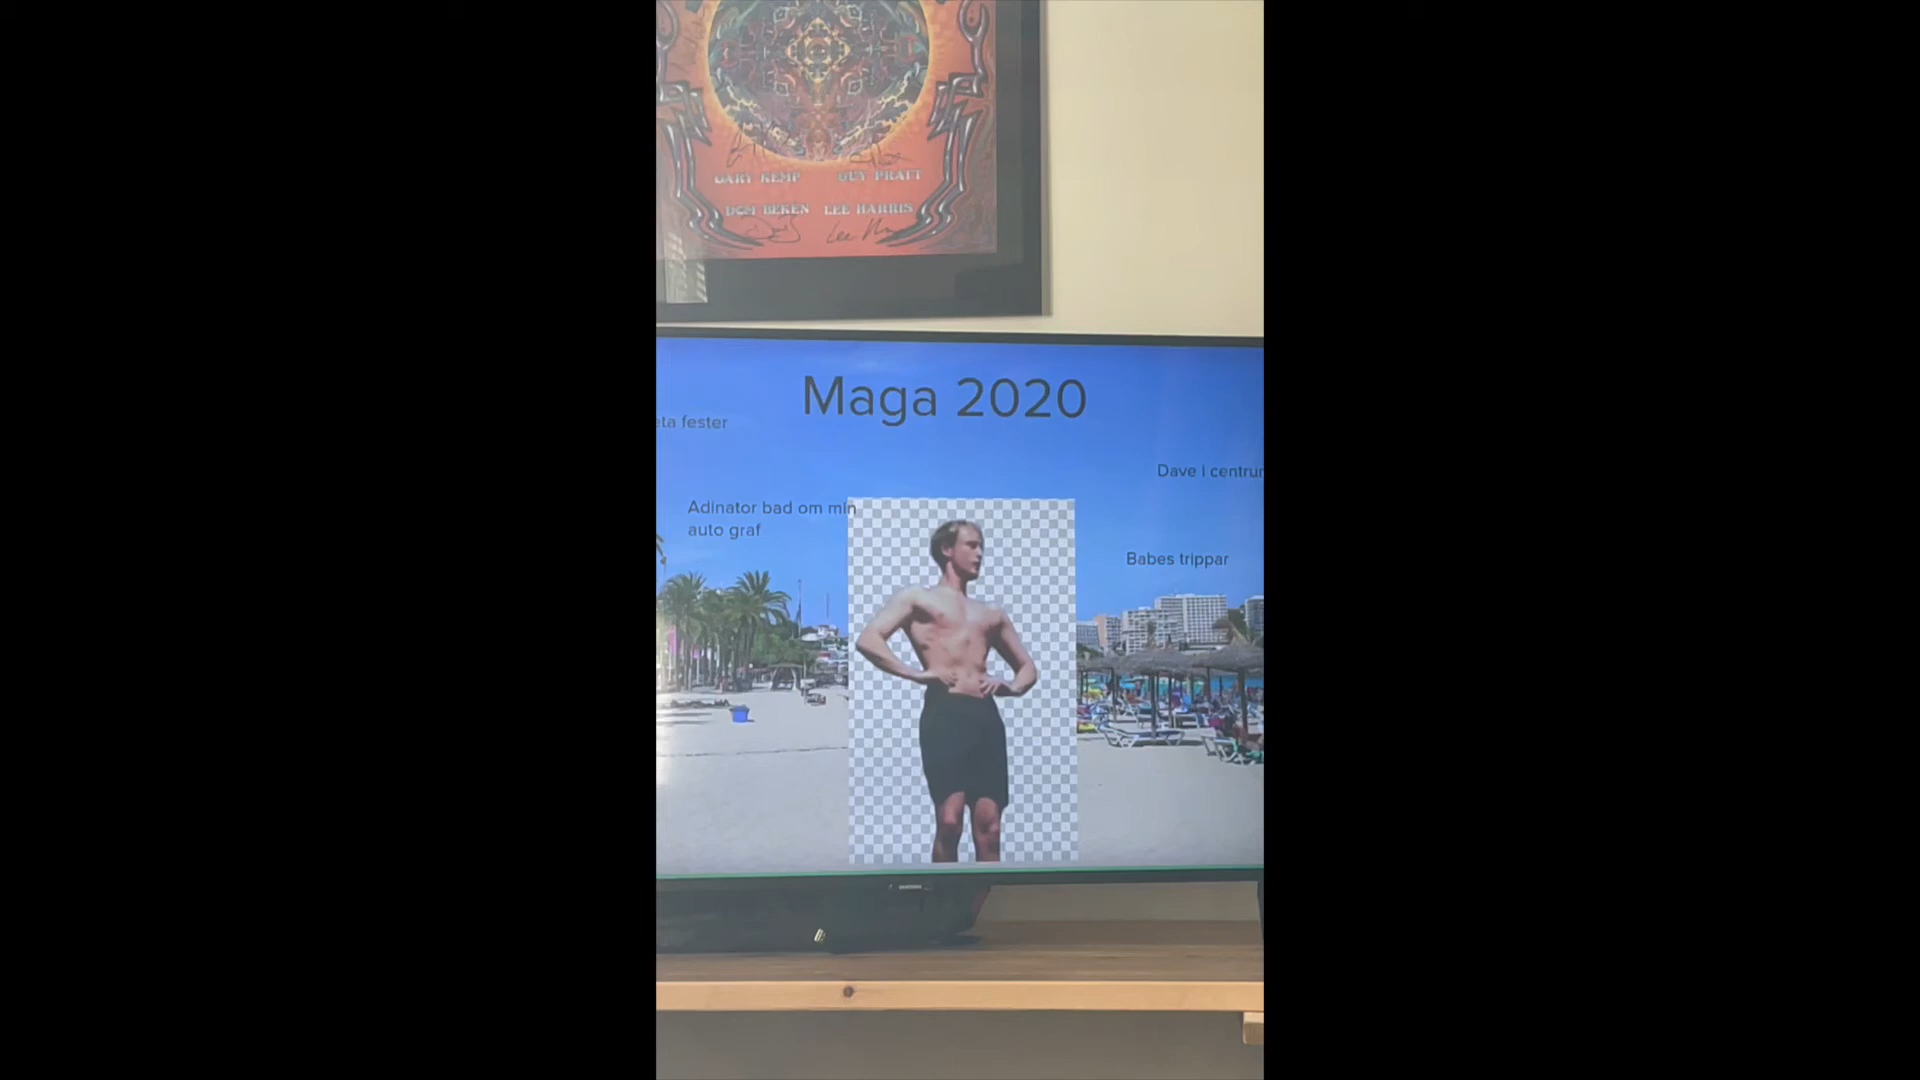 GARY KEMP GUY PRATT
DOM BEKEN LEE HARRIS
Maga 2020
eta fester
Dave i centrum
Adinator bad om min
auto graf
Babes trippar